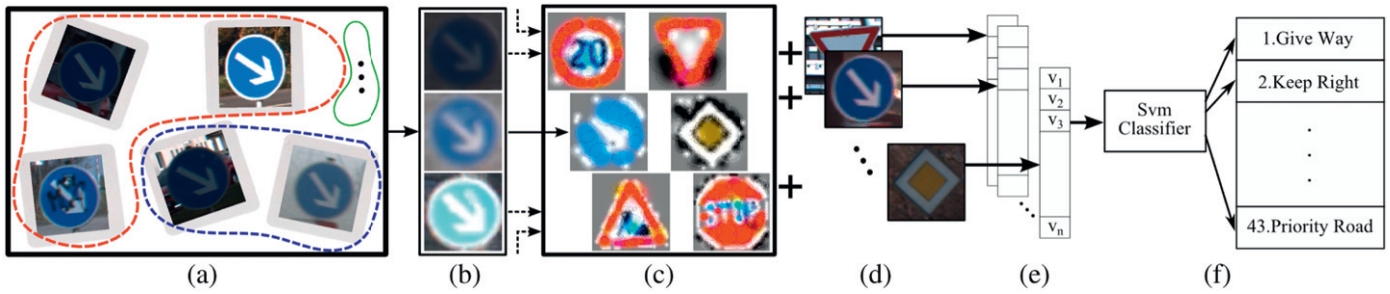 20
STOP
v1
v2
v3
vn
Svm
Classifier
1.Give Way
2.Keep Right
43.Priority Road
(a)
(b)
(c)
(d)
(e)
(f)